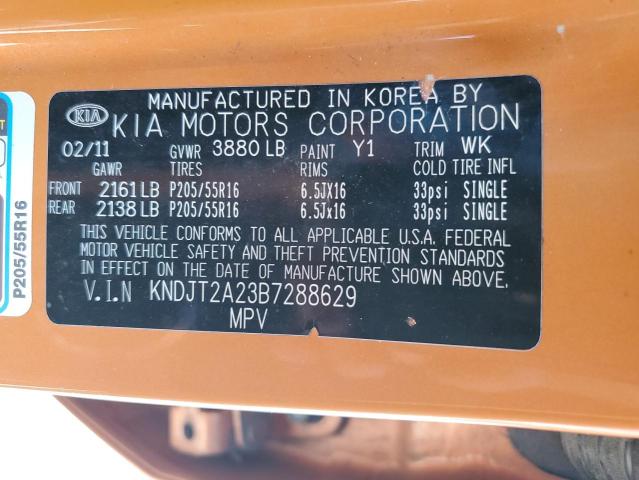 MANUFACTURED IN KOREA BY
KIA KIA MOTORS CORPORATION
02/11 GVWR 3880 LB PAINT Y1 TRIM WK
GAWR TIRES RIMS COLD TIRE INFL
FRONT 2161 LB P205/55R16 6.5JX16 33psi SINGLE
REAR 2138 LB P205/55R16 6.5Jx16 33psi SINGLE
THIS VEHICLE CONFORMS TO ALL APPLICABLE U.S.A. FEDERAL
MOTOR VEHICLE SAFETY AND THEFT PREVENTION STANDARDS
IN EFFECT ON THE DATE OF MANUFACTURE SHOWN ABOVE.
V.I.N KNDJT2A23B7288629
MPV
P205/55R16